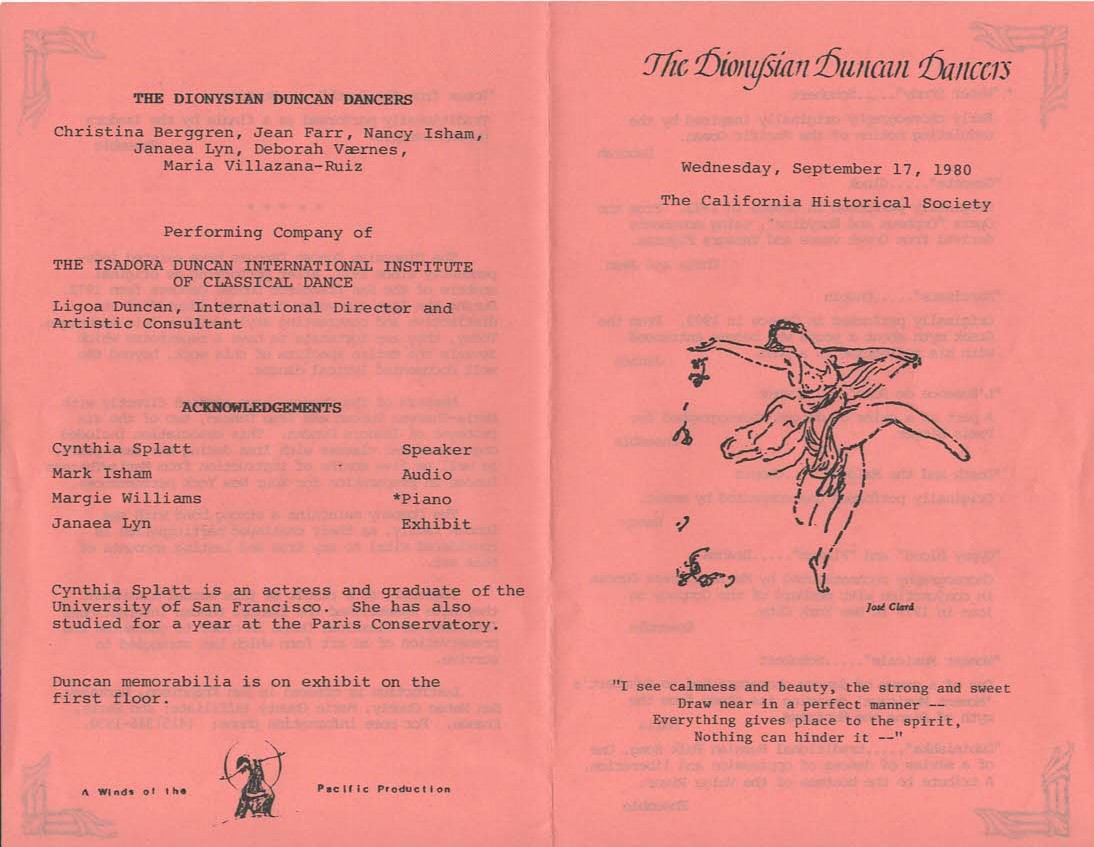 THE DIONYSIAN DUNCAN DANCERS
Christina Berggren, Jean Farr, Nancy Isham,
Janaea Lyn, Deborah Værnes,
Maria Villazana-Ruiz
Performing Company of
THE ISADORA DUNCAN INTERNATIONAL INSTITUTE
OF CLASSICAL DANCE
Ligoa Duncan, International Director and
Artistic Consultant
ACKNOWLEDGEMENTS
Cynthia Splatt Speaker
Mark Isham Audio
Margie Williams *Piano
Janaea Lyn Exhibit
Cynthia Splatt is an actress and graduate of the
University of San Francisco. She has also
studied for a year at the Paris Conservatory.
Duncan memorabilia is on exhibit on the
first floor.
A Winds of the Pacific Production
The Dionysian Duncan Dancers
Wednesday, September 17, 1980
The California Historical Society
José Clará
"I see calmness and beauty, the strong and sweet
Draw near in a perfect manner --
Everything gives place to the spirit,
Nothing can hinder it --"